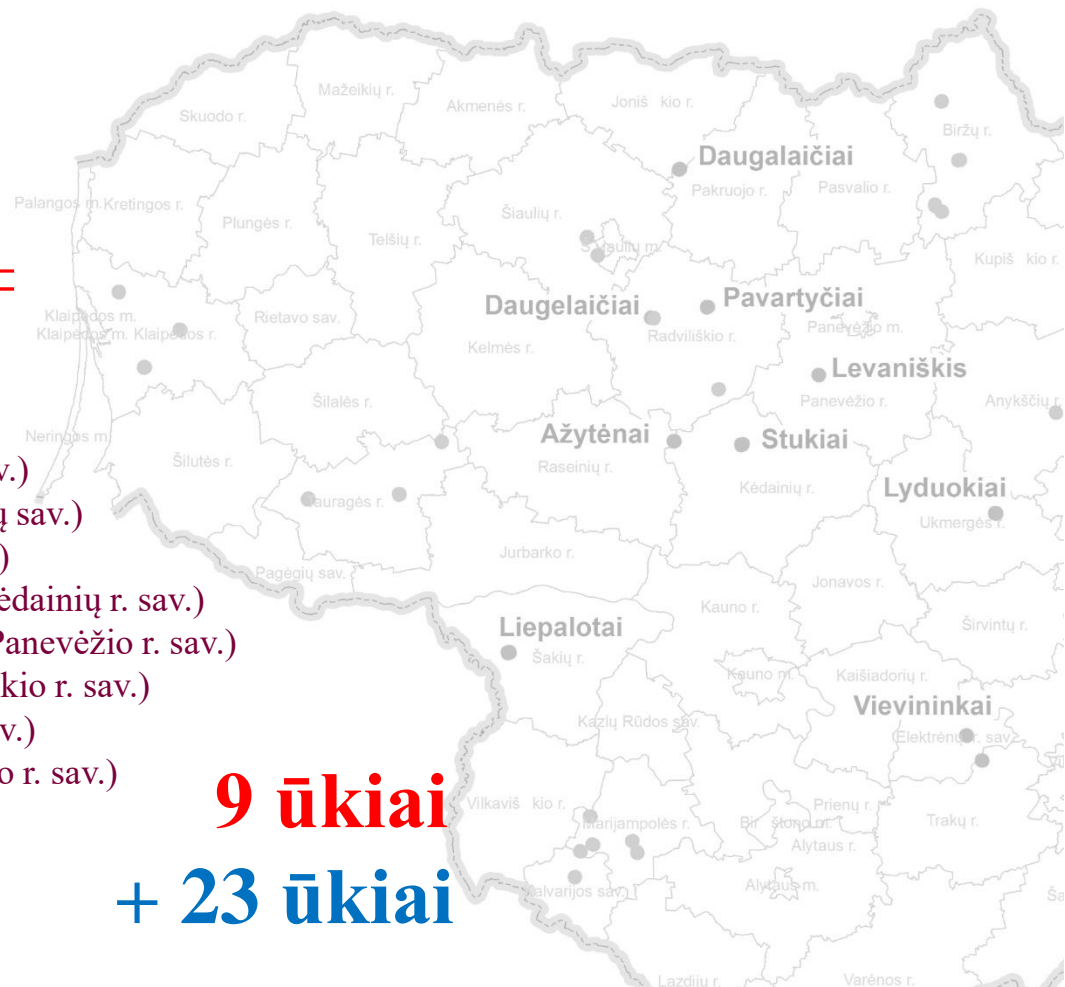 Mažeikių r.
Akmenės r.
Joniš kio r.
Skuodo r.
Biržų r.
Daugalaičiai
Pakruojo r.
Pasvalio r.
Palangos m.
Kretingos r.
Plungės r.
Telšių r.
Šiaulių r.
Šiaulių m.
Kupiš kio r.
Daugelaičiai
Pavartyčiai
Klaipėdos m.
Klaipėdos m.
Klaipėdos r.
Rietavo sav.
Kelmės r.
Radviliškio r.
Panevėžio m.
Levaniškis
Panevėžio r.
Anykščių r.
Šilalės r.
Neringos m.
Ažytėnai
Stukiai
Šilutės r.
Raseinių r.
Kėdainių r.
Lyduokiai
Tauragės r.
Ukmergės r.
Jurbarko r.
Pagėgių sav.
Jonavos r.
Kauno r.
Širvintų r.
Liepalotai
Šakių r.
Kauno m.
Kaišiadorių r.
Vievininkai
Kazlų Rūdos sav.
Elektrėnų r. sav.
Vilkaviš kio r.
Marijampolės r.
Prienų r.
Bir štono m.
Trakų r.
Alytaus r.
Kalvarijos sav.
Alytaus m.
Lazdijų r.
Varėnos r.
v.)
ų sav.)
)
ėdainių r. sav.)
Panevėžio r. sav.)
kio r. sav.)
v.)
o r. sav.)
9 ūkiai
+ 23 ūkiai